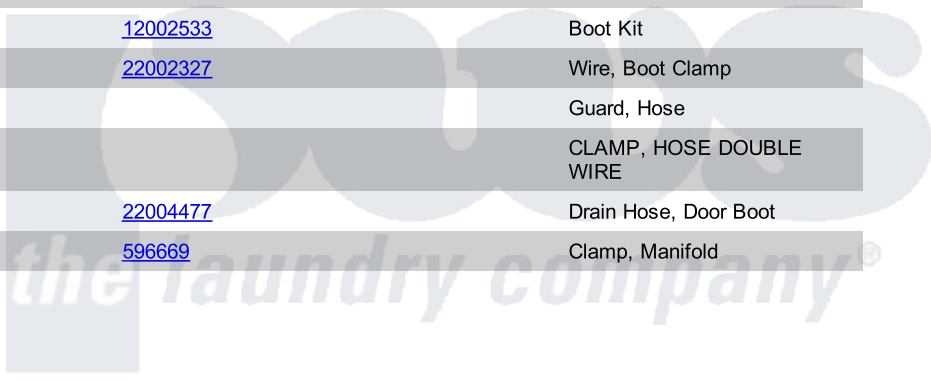 12002533 Boot Kit
22002327 Wire, Boot Clamp
Guard, Hose
CLAMP, HOSE DOUBLE
WIRE
22004477 Drain Hose, Door Boot
596669 Clamp, Manifold
the laundry company®